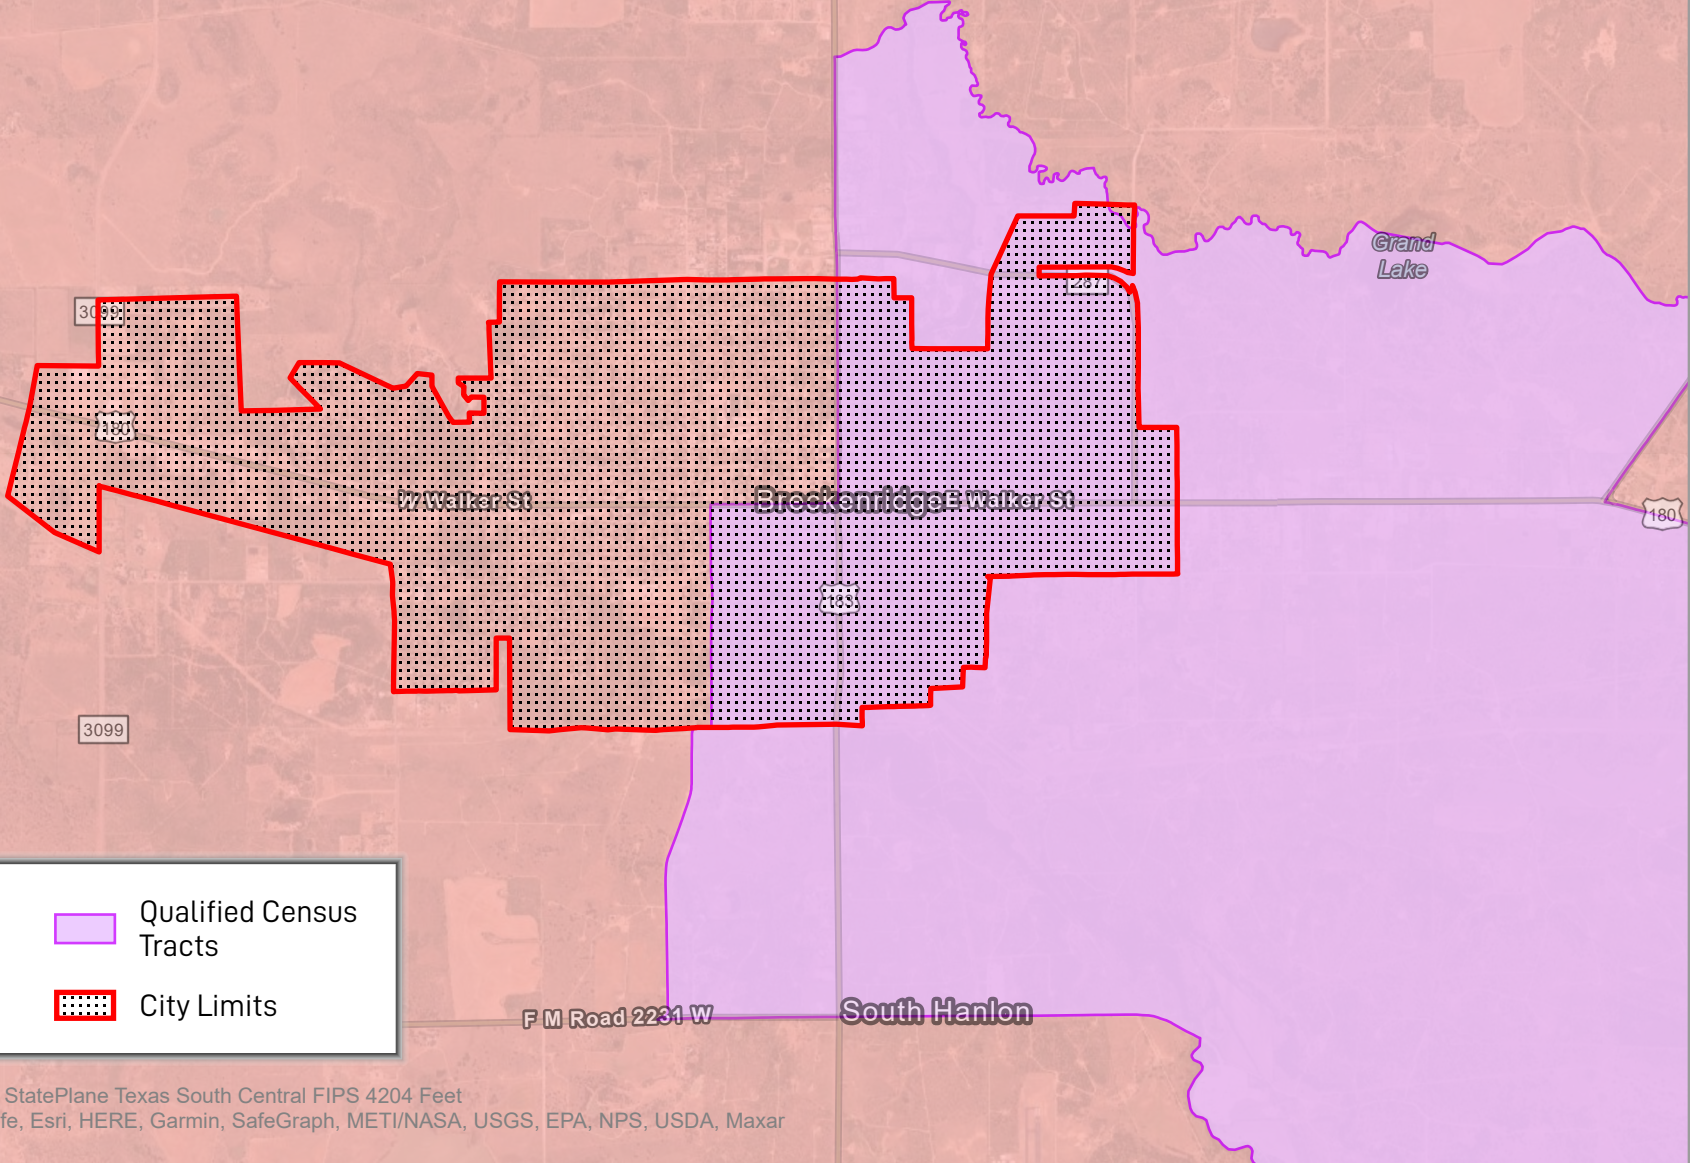 Grand
Lake
287
3099
180
W Walker St
Breckenridge
E Walker St
180
183
3099
Qualified Census
Tracts
City Limits
F M Road 2231 W
South Hanlon
StatePlane Texas South Central FIPS 4204 Feet
fe, Esri, HERE, Garmin, SafeGraph, METI/NASA, USGS, EPA, NPS, USDA, Maxar